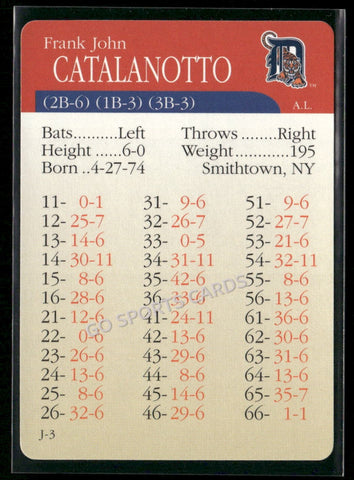 Frank John
CATALANOTTO
(2B-6) (1B-3) (3B-3) A.L.
Bats..........Left Throws .......Right
Height ......6-0 Weight...........195
Born ..4-27-74 Smithtown, NY
11- 0-1 31- 9-6 51- 9-6
12- 25-7 32- 26-7 52- 27-7
13- 14-6 33- 0-5 53- 21-6
14- 30-11 34- 31-11 54- 32-11
15- 8-6 35- 42-6 55- 8-6
16- 28-6 36- 56- 35-6
21- 12-6 41- 24-11 61- 13-6
22- 0-6 42- 13-6 62- 30-6
23- 26-6 43- 29-6 63- 31-6
24- 13-6 44- 8-6 64- 29-6
25- 8-6 45- 14-6 65- 36-6
26- 32-6 46- 29-6 66- 1-1
J-3
GO SPORTS CARDS